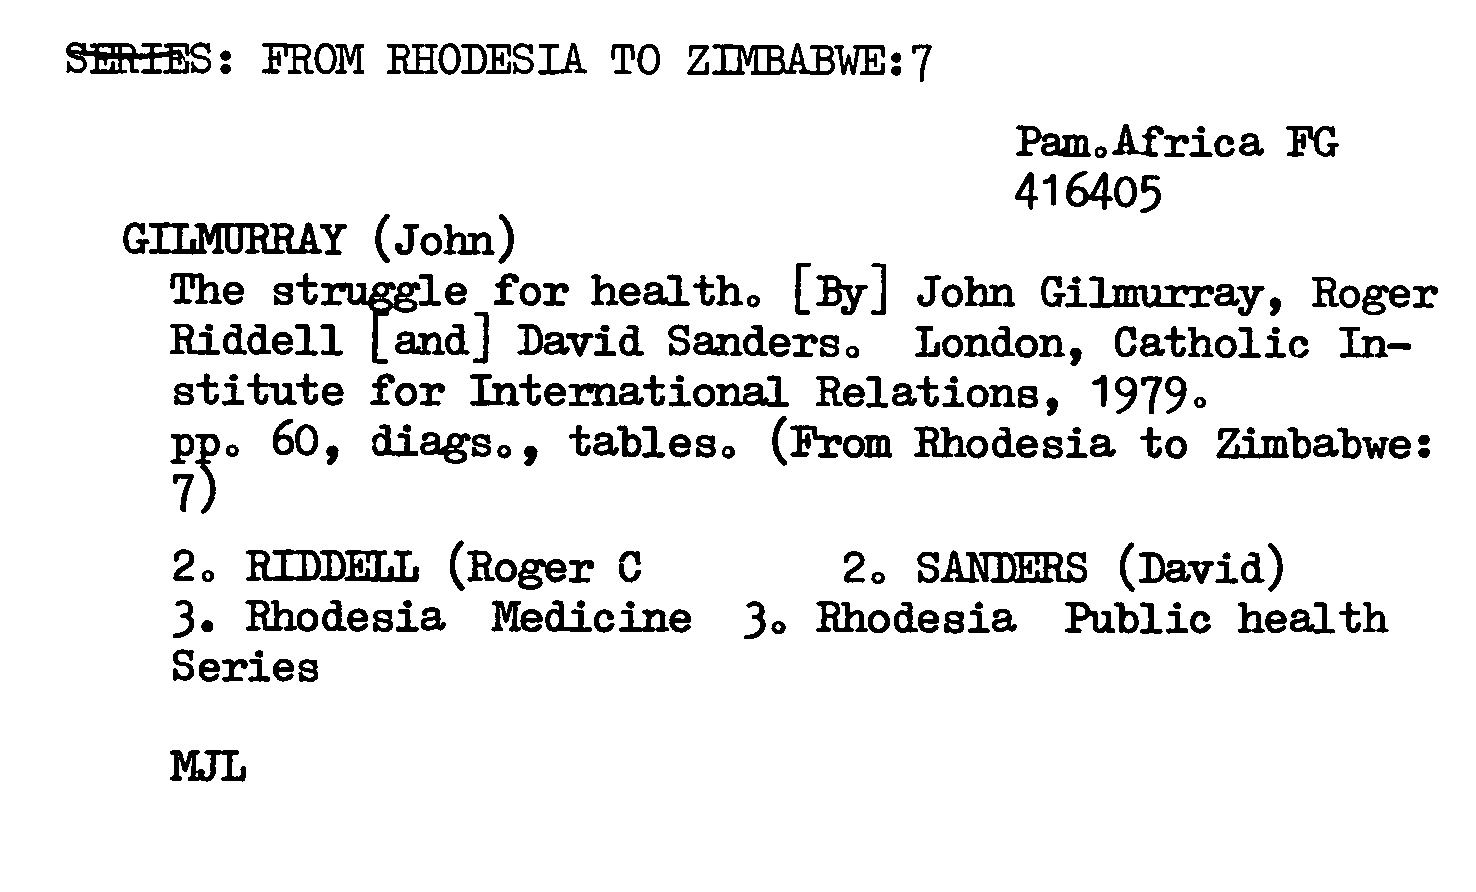 SERIES: FROM RHODESIA TO ZIMBABWE:7
Pam.Africa FG
416405
GILMURRAY (John)
The struggle for health. [By] John Gilmurray, Roger
Riddell [and] David Sanders. London, Catholic In-
stitute for International Relations, 1979.
pp. 60, diags., tables. (From Rhodesia to Zimbabwe:
7)
2. RIDDELL (Roger C 2. SANDERS (David)
3. Rhodesia Medicine 3. Rhodesia Public health
Series
MJL